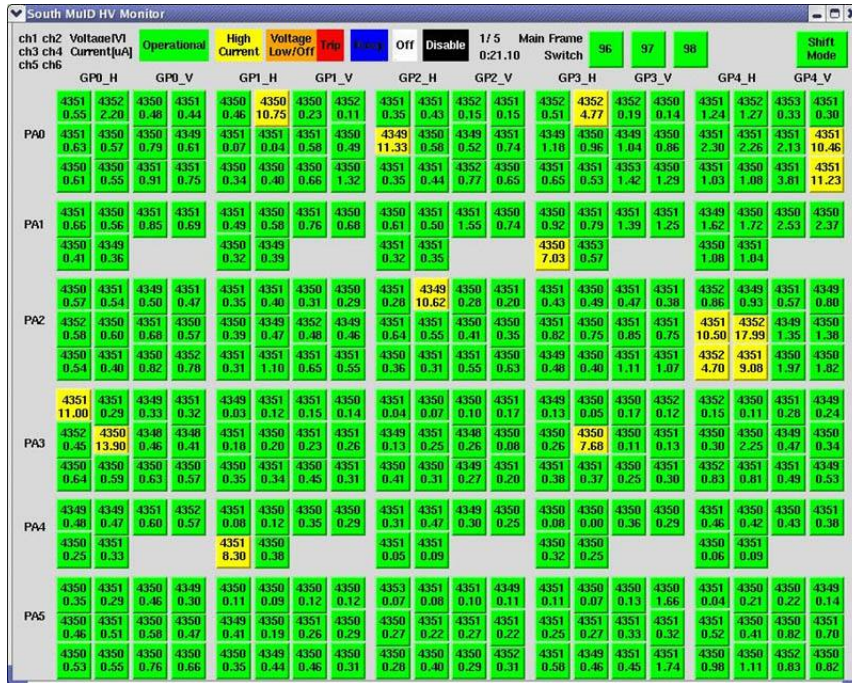 South MuID HV Monitor
ch1 ch2 Voltage[V] Operational High Voltage Trip Off Disable 1/ 5 Main Frame 96 97 98 Shift
ch3 ch4 Current[uA] Current Low/Off 0:21.10 Switch Mode
ch5 ch6
GP0_H GP0_V GP1_H GP1_V GP2_H GP2_V GP3_H GP3_V GP4_H GP4_V
4351 4352 4350 4351 4350 4350 4350 4352 4351 4351 4352 4352 4352 4352 4352 4350 4351 4352 4353 4351
0.55 2.20 0.48 0.44 0.46 10.75 0.23 0.11 0.35 0.43 0.15 0.15 0.51 4.77 0.19 0.14 1.24 1.27 0.33 0.30
PA0 4351 4350 4350 4349 4351 4351 4351 4350 4349 4350 4349 4351 4349 4350 4349 4350 4351 4351 4351 4351
0.63 0.57 0.79 0.61 0.07 0.04 0.58 0.49 11.33 0.58 0.52 0.74 1.18 0.96 1.04 0.86 2.30 2.26 2.13 10.46
4350 4350 4351 4351 4350 4350 4350 4350 4351 4351 4352 4350 4351 4351 4353 4350 4351 4350 4351 4351
0.61 0.55 0.91 0.75 0.34 0.40 0.66 1.32 0.35 0.44 0.77 0.65 0.65 0.53 1.42 1.29 1.03 1.08 3.81 11.23
PA1 4351 4350 4351 4351 4351 4350 4351 4350 4350 4351 4351 4350 4350 4351 4351 4351 4349 4350 4350 4350
0.66 0.56 0.85 0.69 0.49 0.58 0.76 0.68 0.61 0.50 1.55 0.74 0.92 0.79 1.39 1.25 1.62 1.72 2.53 2.37
4350 4349 4350 4349 4351 4351 4350 4353 4350 4351
0.41 0.36 0.32 0.39 0.32 0.35 7.03 0.57 1.08 1.04
4350 4351 4349 4351 4351 4351 4350 4350 4351 4349 4350 4351 4351 4350 4351 4350 4352 4349 4351 4349
0.57 0.54 0.50 0.47 0.35 0.40 0.31 0.29 0.28 10.62 0.28 0.20 0.43 0.49 0.47 0.38 0.86 0.93 0.57 0.80
PA2 4352 4350 4351 4350 4350 4349 4352 4349 4351 4351 4350 4350 4351 4350 4351 4351 4351 4352 4349 4350
0.58 0.60 0.68 0.57 0.39 0.47 0.48 0.46 0.64 0.55 0.41 0.35 0.82 0.75 0.85 0.75 10.50 17.99 1.35 1.38
4350 4351 4350 4352 4351 4351 4351 4351 4350 4350 4351 4350 4350 4350 4351 4351 4352 4351 4350 4350
0.54 0.40 0.82 0.78 0.31 1.10 0.65 0.55 0.36 0.31 0.55 0.63 0.48 0.40 1.11 1.07 4.70 9.08 1.97 1.82
4351 4351 4349 4351 4349 4351 4351 4350 4351 4350 4350 4351 4349 4350 4350 4352 4352 4350 4351 4349
11.00 0.29 0.33 0.32 0.03 0.12 0.15 0.14 0.04 0.07 0.10 0.17 0.13 0.05 0.17 0.12 0.15 0.11 0.28 0.24
PA3 4352 4350 4348 4348 4351 4350 4351 4351 4349 4351 4348 4350 4350 4350 4350 4351 4350 4350 4349 4350
0.45 13.90 0.46 0.41 0.18 0.20 0.23 0.26 0.13 0.25 0.26 0.08 0.26 7.68 0.11 0.13 0.30 2.25 0.47 0.34
4350 4350 4350 4350 4350 4351 4350 4351 4350 4350 4349 4351 4351 4351 4350 4350 4352 4351 4351 4349
0.64 0.59 0.63 0.57 0.35 0.34 0.45 0.31 0.41 0.31 0.27 0.20 0.38 0.37 0.25 0.30 0.83 0.81 0.49 0.53
PA4 4349 4349 4351 4352 4351 4350 4350 4350 4351 4351 4349 4350 4350 4350 4350 4350 4351 4350 4350 4351
0.48 0.47 0.60 0.57 0.08 0.12 0.35 0.29 0.31 0.47 0.30 0.25 0.08 0.00 0.36 0.29 0.46 0.42 0.43 0.38
4350 4351 4351 4350 4351 4351 4350 4350 4350 4351
0.25 0.33 8.30 0.38 0.05 0.09 0.32 0.25 0.06 0.09
4350 4351 4350 4349 4350 4350 4350 4350 4353 4351 4351 4349 4351 4350 4350 4350 4351 4350 4350 4349
0.35 0.29 0.46 0.30 0.11 0.09 0.12 0.12 0.07 0.08 0.10 0.11 0.11 0.07 0.13 1.66 0.04 0.21 0.22 0.14
PA5 4350 4351 4350 4350 4349 4350 4351 4351 4350 4350 4351 4351 4351 4350 4351 4350 4351 4350 4350 4351
0.46 0.51 0.58 0.47 0.41 0.19 0.26 0.29 0.27 0.22 0.27 0.22 0.25 0.27 0.33 0.32 0.52 0.41 0.82 0.70
4350 4350 4350 4350 4350 4349 4350 4350 4350 4350 4350 4352 4351 4349 4351 4351 4350 4350 4352 4350
0.53 0.55 0.76 0.66 0.35 0.44 0.46 0.31 0.28 0.40 0.29 0.31 0.58 0.46 0.45 1.74 0.98 1.11 0.83 0.82